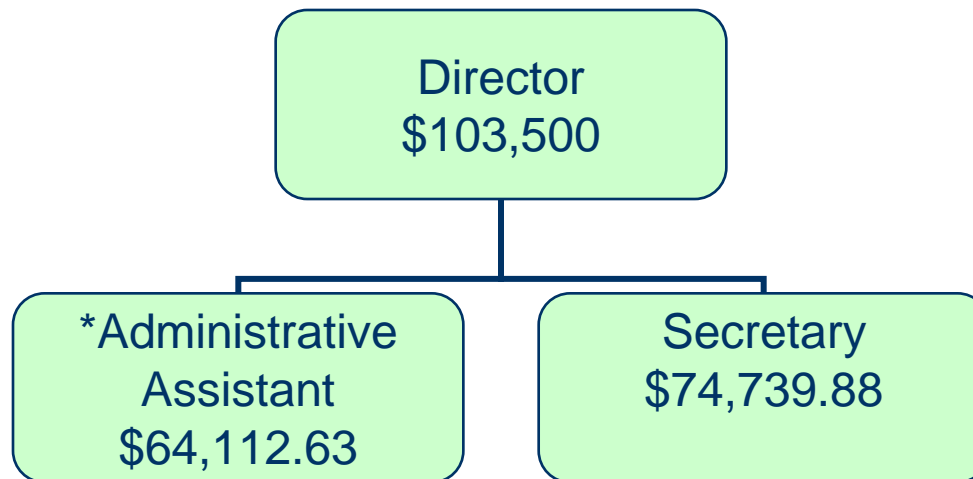 Director
$103,500
*Administrative
Assistant
$64,112.63
Secretary
$74,739.88